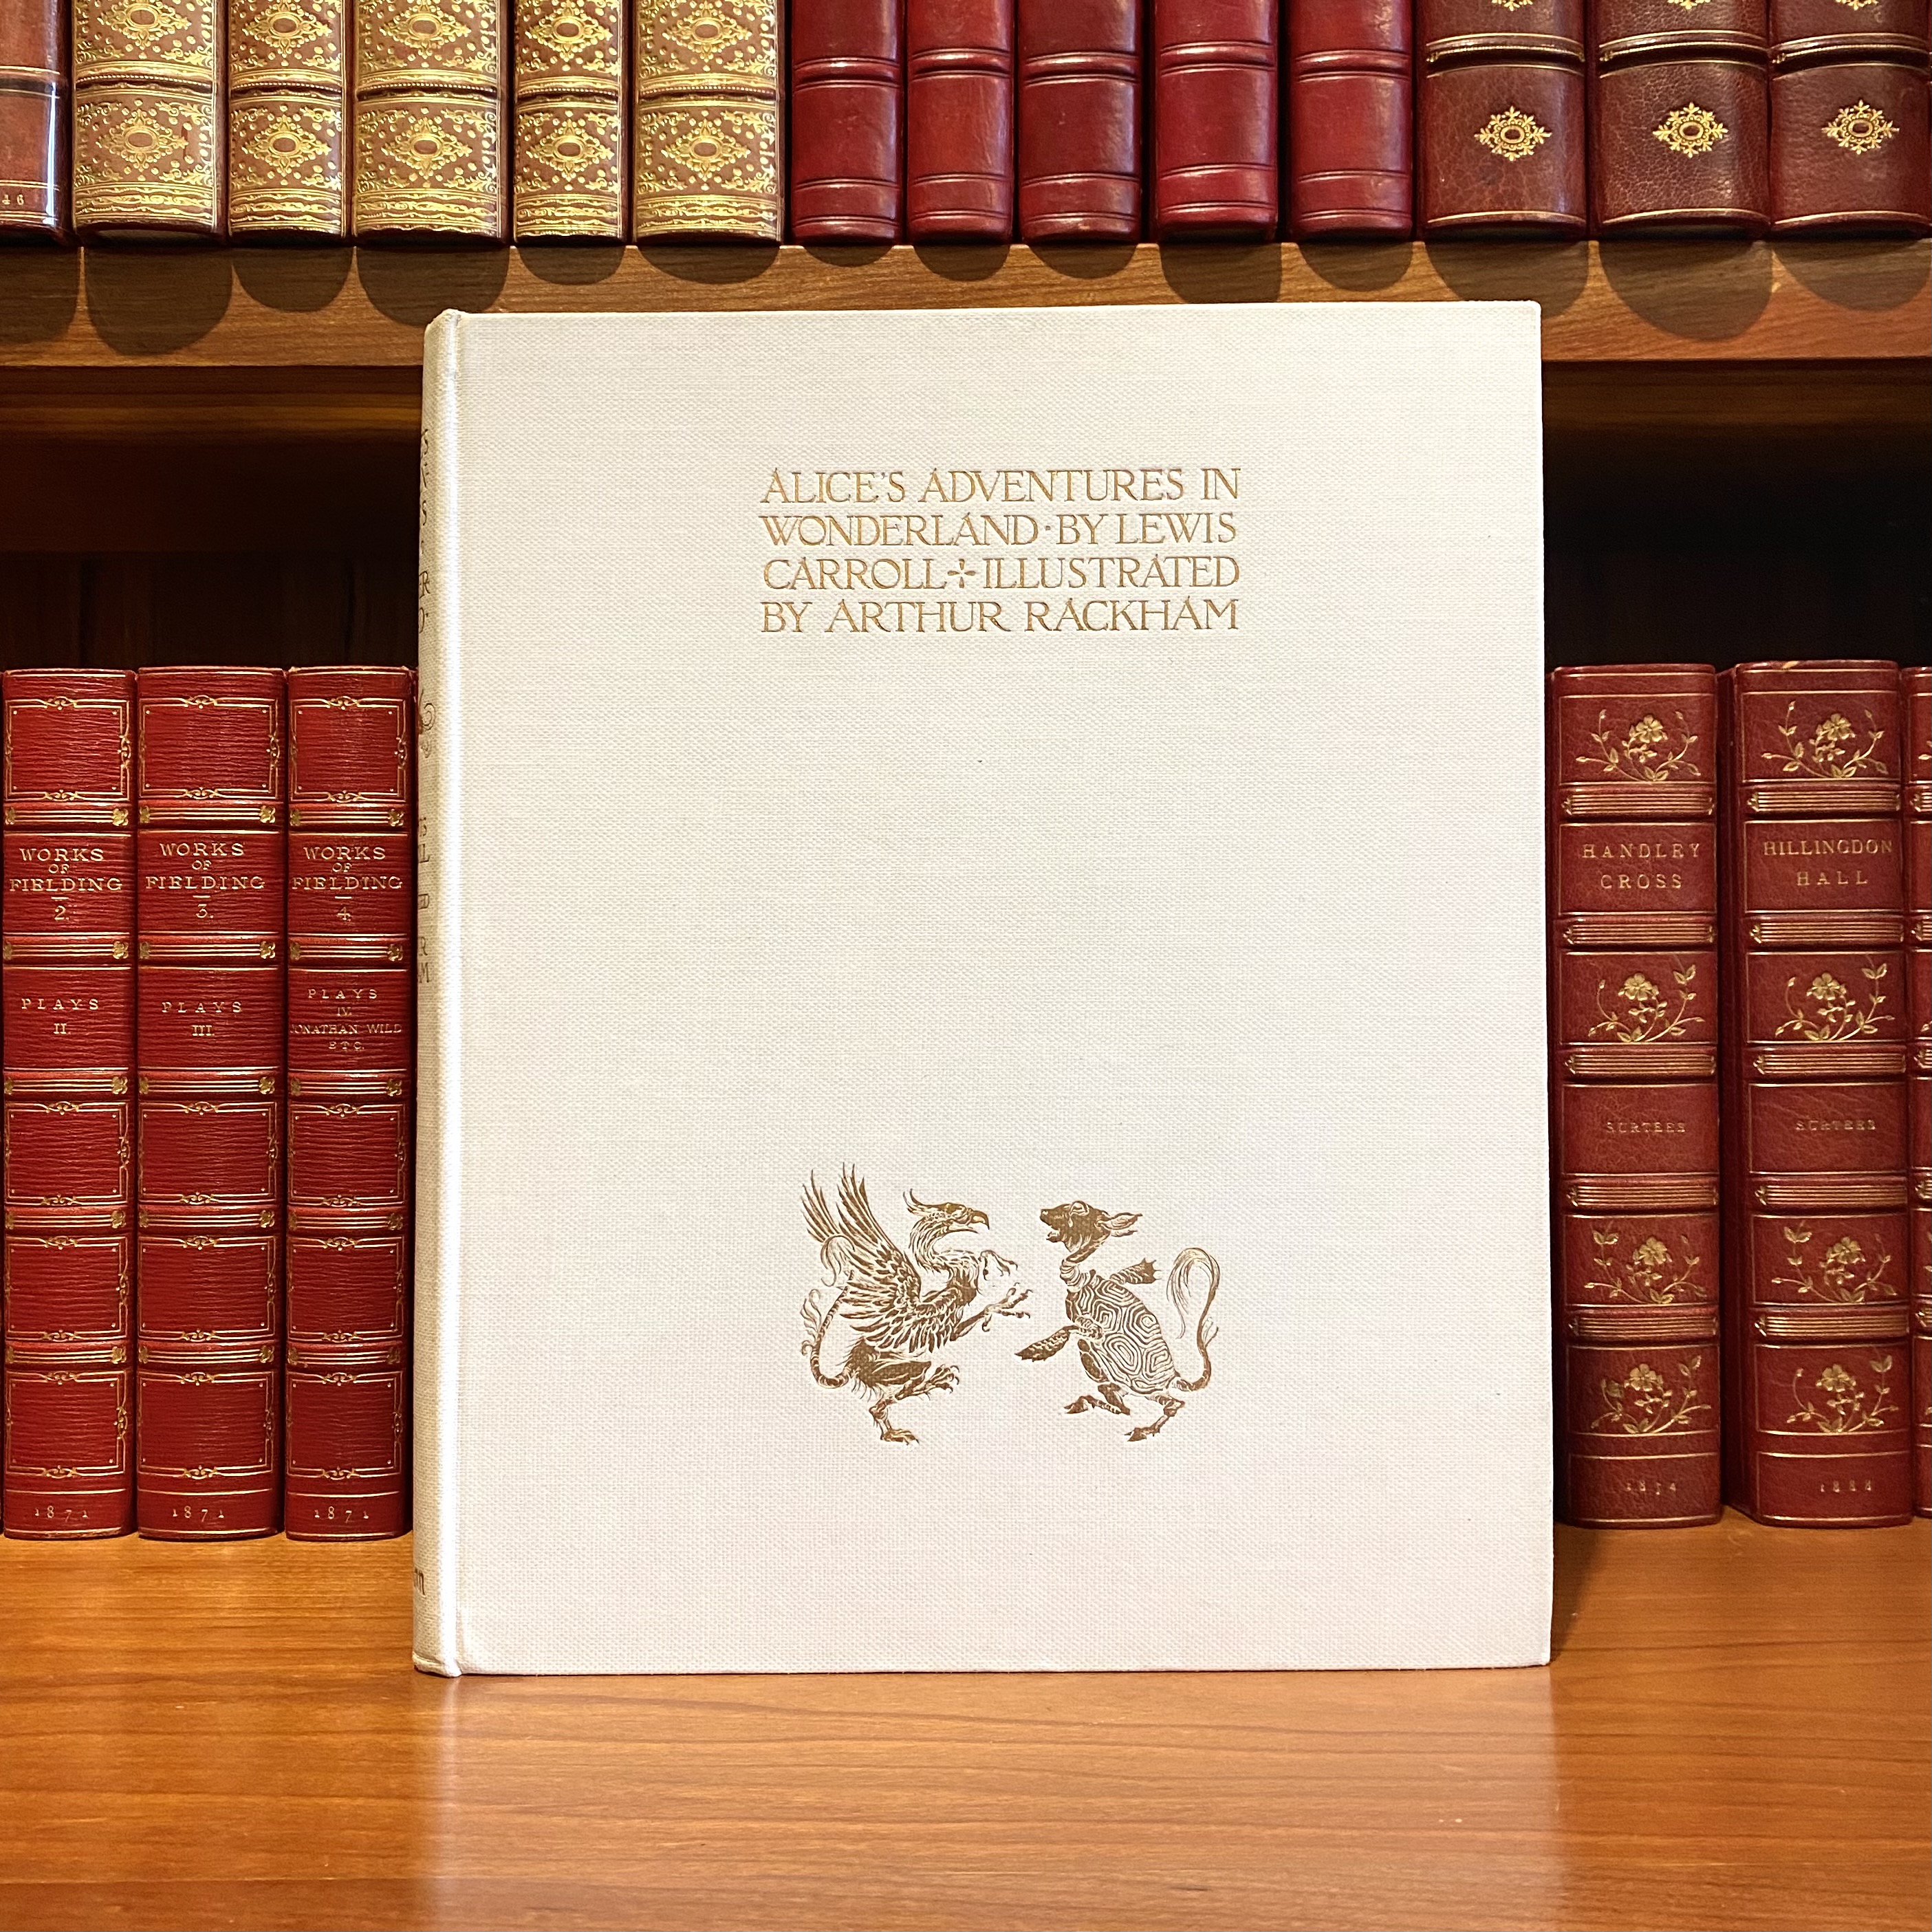 ALICE'S ADVENTURES IN
WONDERLAND·BY LEWIS
CARROLL✢ILLUSTRATED
BY ARTHUR RACKHAM
WORKS
OF
FIELDING
2.
PLAYS
II.
1871
WORKS
OF
FIELDING
3.
PLAYS
III.
1871
WORKS
OF
FIELDING
4.
PLAYS
IV.
JONATHAN WILD
ETC.
1871
HANDLEY
CROSS
SURTEES
HILLINGDON
HALL
SURTEES
1888